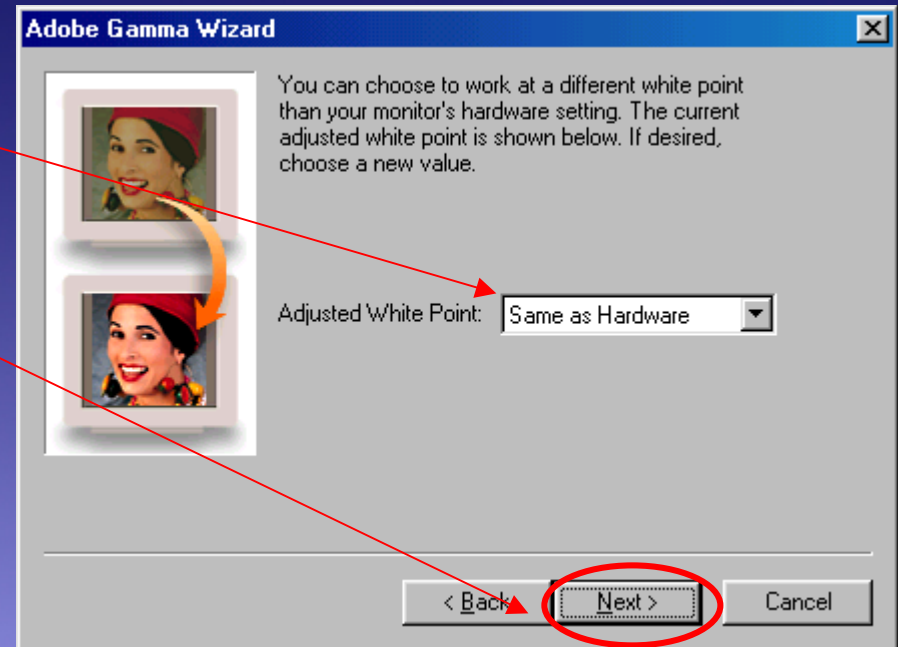 Adobe Gamma Wizard
You can choose to work at a different white point
than your monitor's hardware setting. The current
adjusted white point is shown below. If desired,
choose a new value.
Adjusted White Point: Same as Hardware
< Back Next > Cancel